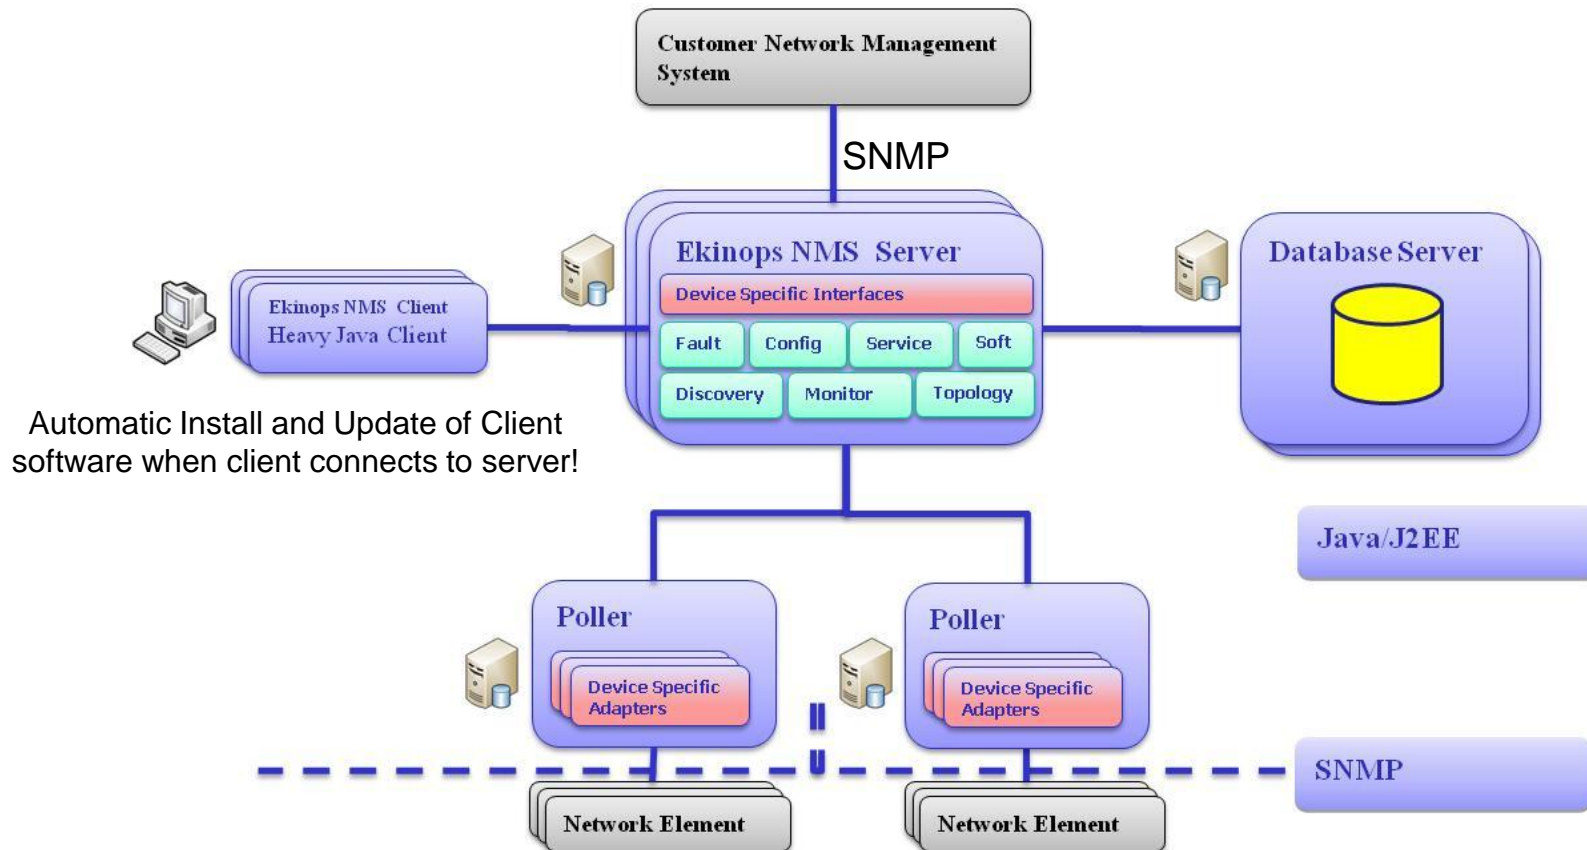 Customer Network Management
System
SNMP
Ekinops NMS Server
Device Specific Interfaces
Fault
Config
Service
Soft
Discovery
Monitor
Topology
Database Server
Ekinops NMS Client
Heavy Java Client
Automatic Install and Update of Client
software when client connects to server!
Java/J2EE
Poller
Device Specific
Adapters
Poller
Device Specific
Adapters
SNMP
Network Element
Network Element